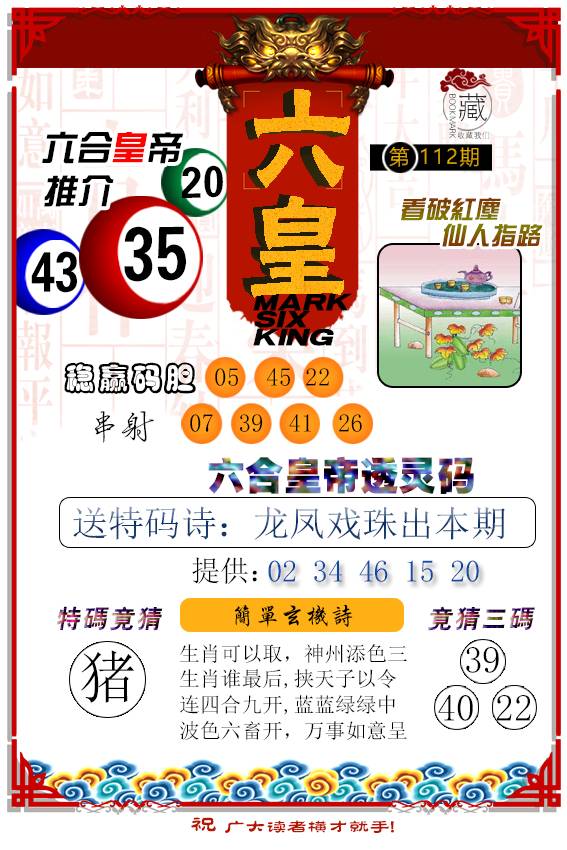 六皇
MARK
SIX
KING
六合皇帝
推介
20
43
35
藏
BOOKMARK
收藏我们
第112期
看破紅塵
仙人指路
稳赢码胆 05 45 22
串射 07 39 41 26
六合皇帝透灵码
送特码诗：龙凤戏珠出本期
提供：02 34 46 15 20
特碼竟猜
猪
簡單玄機詩
生肖可以取，神州添色三
生肖谁最后,挟天子以令
连四合九开,蓝蓝绿绿中
波色六畜开，万事如意呈
竟猜三碼
39
40 22
祝 广大读者横才就手!